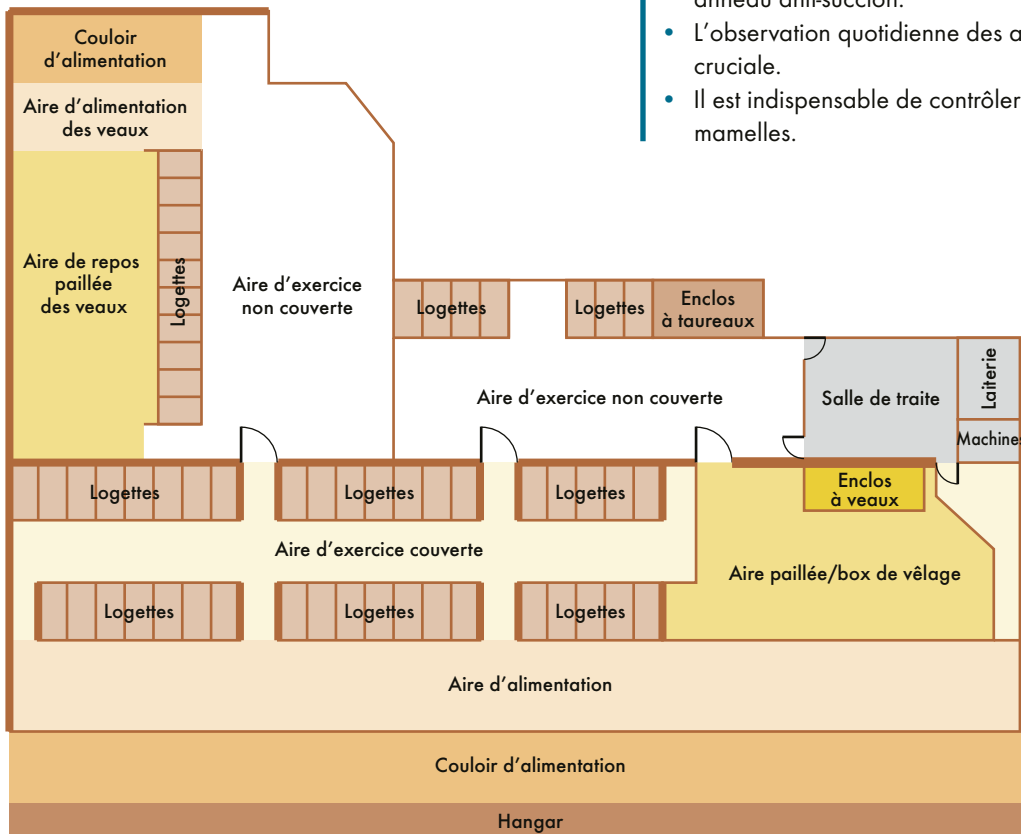 anneau anti-succion.
• L'observation quotidienne des a
cruciale.
• Il est indispensable de contrôler
mamelles.
Couloir
d'alimentation
Aire d'alimentation
des veaux
Aire de repos
paillée
des veaux
Logettes
Aire d'exercice
non couverte
Logettes
Logettes
Enclos
à taureaux
Aire d'exercice non couverte
Salle de traite
Laiterie
Machines
Logettes
Logettes
Logettes
Enclos
à veaux
Aire d'exercice couverte
Aire paillée/box de vêlage
Logettes
Logettes
Logettes
Aire d'alimentation
Couloir d'alimentation
Hangar